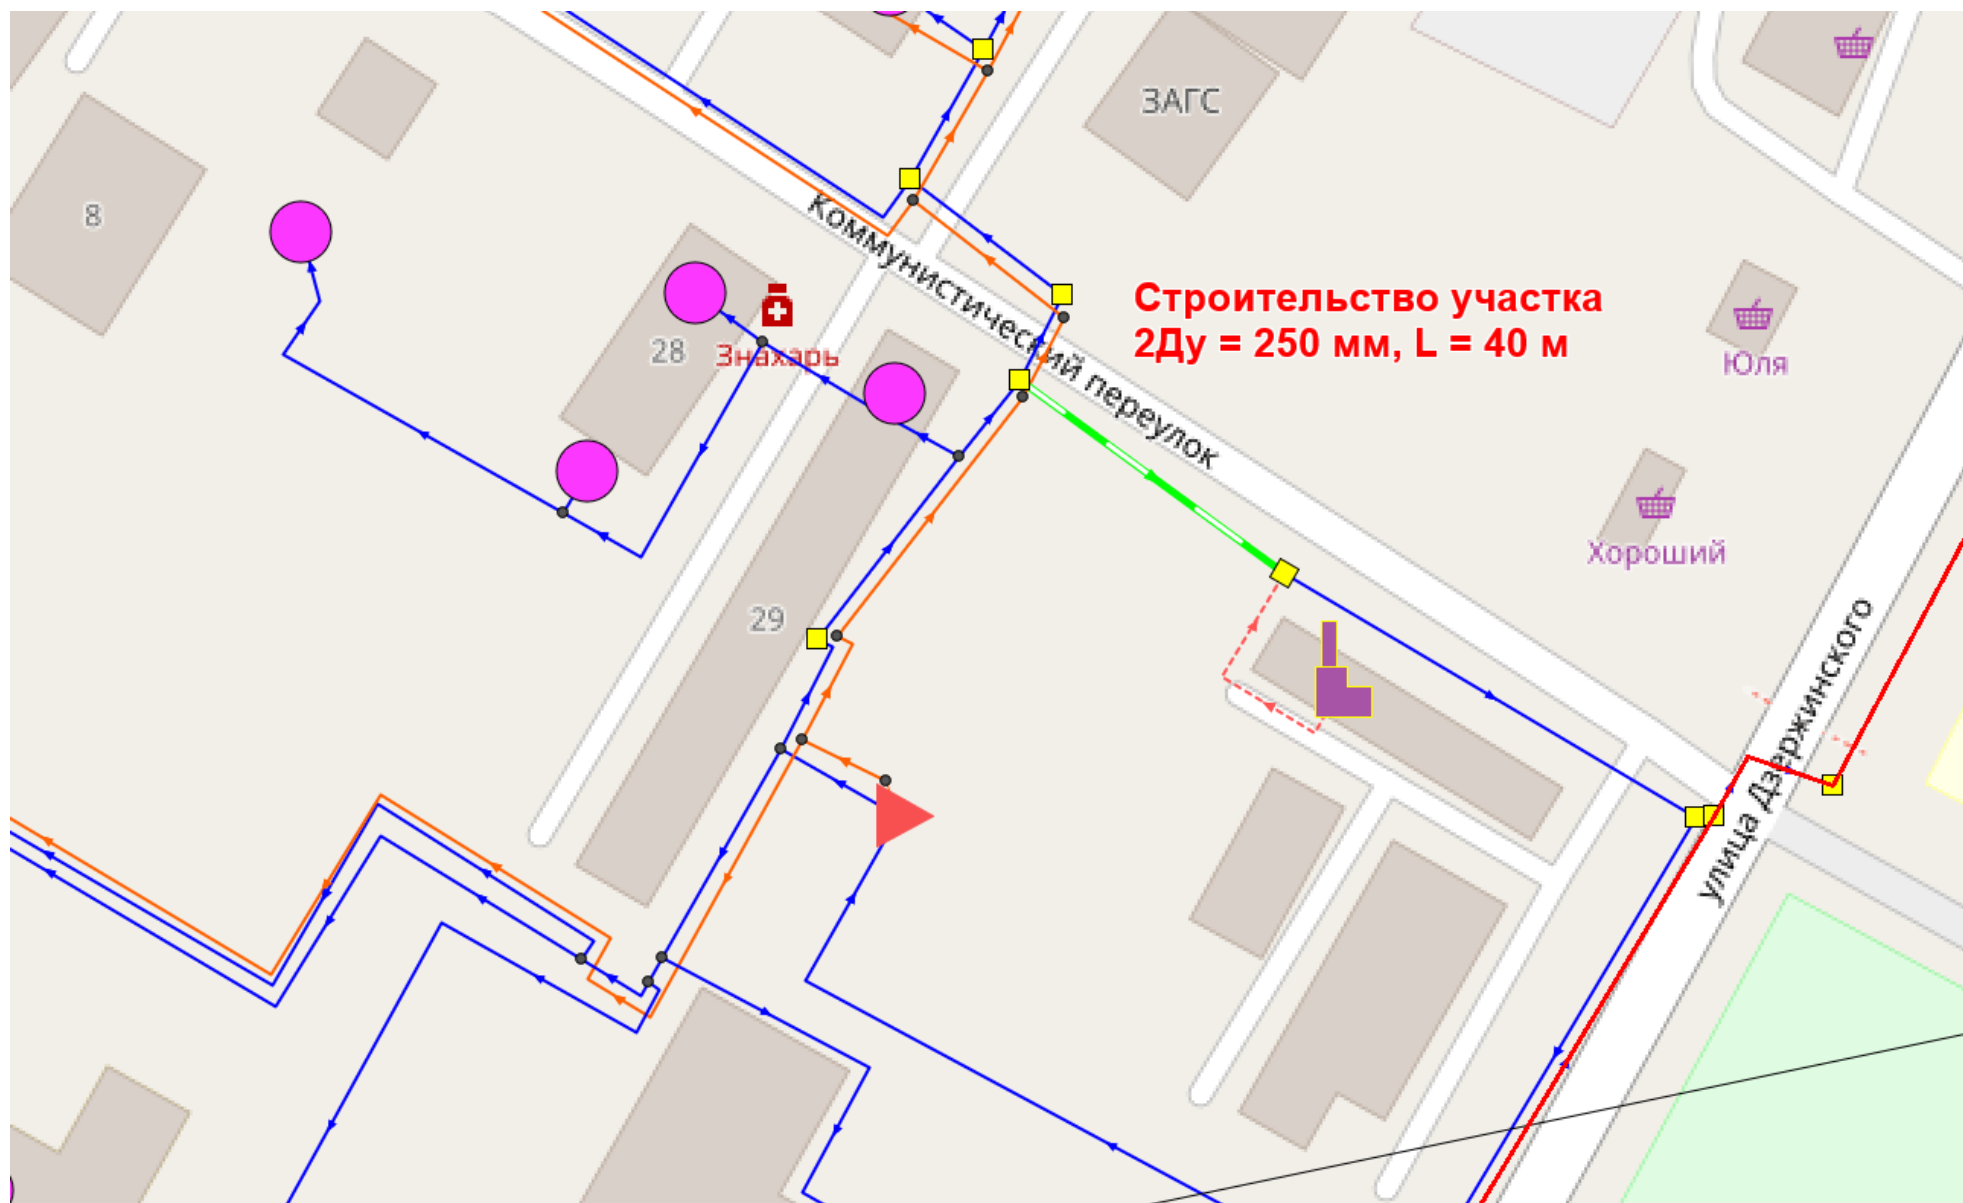 ЗАГС
8
Коммунистический переулок
Строительство участка
2Ду = 250 мм, L = 40 м
28
Знахарь
Юля
Хороший
29
улица Дзержинского